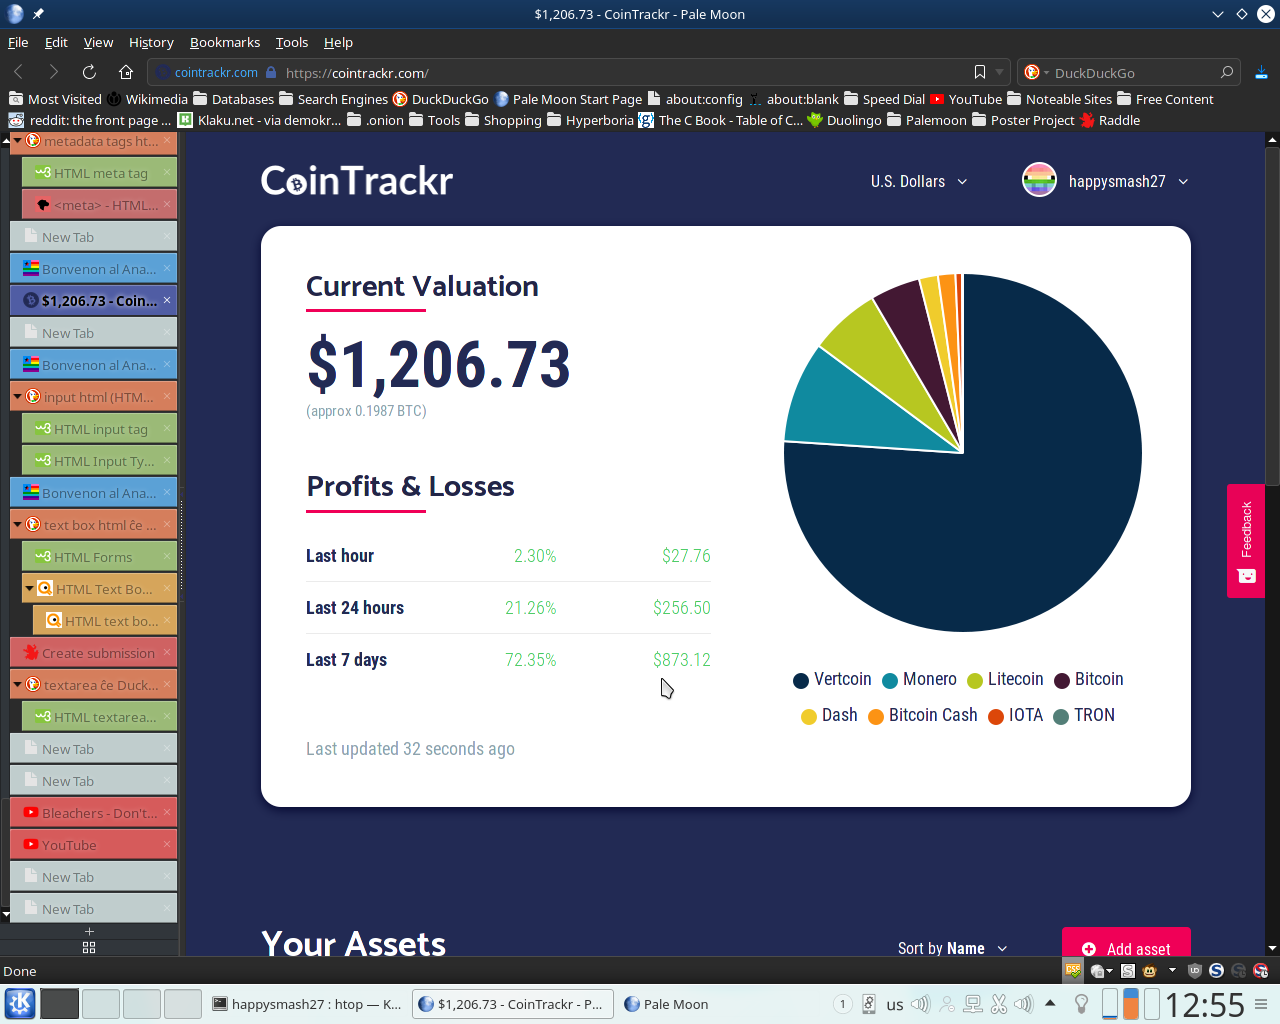 $1,206.73 - CoinTrackr - Pale Moon
File Edit View History Bookmarks Tools Help
cointrackr.com https://cointrackr.com/ DuckDuckGo
Most Visited Wikimedia Databases Search Engines DuckDuckGo Pale Moon Start Page about:config about:blank Speed Dial YouTube Noteable Sites Free Content
reddit: the front page ... Klaku.net - via demokr... .onion Tools Shopping Hyperboria {g} The C Book - Table of C... Duolingo Palemoon Poster Project Raddle
metadata tags ht...
HTML meta tag
<meta> - HTML...
New Tab
Bonvenon al Ana...
$1,206.73 - Coin...
New Tab
Bonvenon al Ana...
input html (HTM...
HTML input tag
HTML Input Ty...
Bonvenon al Ana...
text box html ĉe ...
HTML Forms
HTML Text Bo...
HTML text bo...
Create submission
textarea ĉe Duck...
HTML textarea...
New Tab
New Tab
Bleachers - Don't...
YouTube
New Tab
New Tab
CoinTrackr
U.S. Dollars
happysmash27
Current Valuation
$1,206.73
(approx 0.1987 BTC)
Profits & Losses
Last hour 2.30% $27.76
Last 24 hours 21.26% $256.50
Last 7 days 72.35% $873.12
Last updated 32 seconds ago
Vertcoin Monero Litecoin Bitcoin
Dash Bitcoin Cash IOTA TRON
Feedback
Your Assets
Sort by Name
Add asset
Done
happysmash27 : htop — K...
$1,206.73 - CoinTrackr - P...
Pale Moon
1
us
12:55